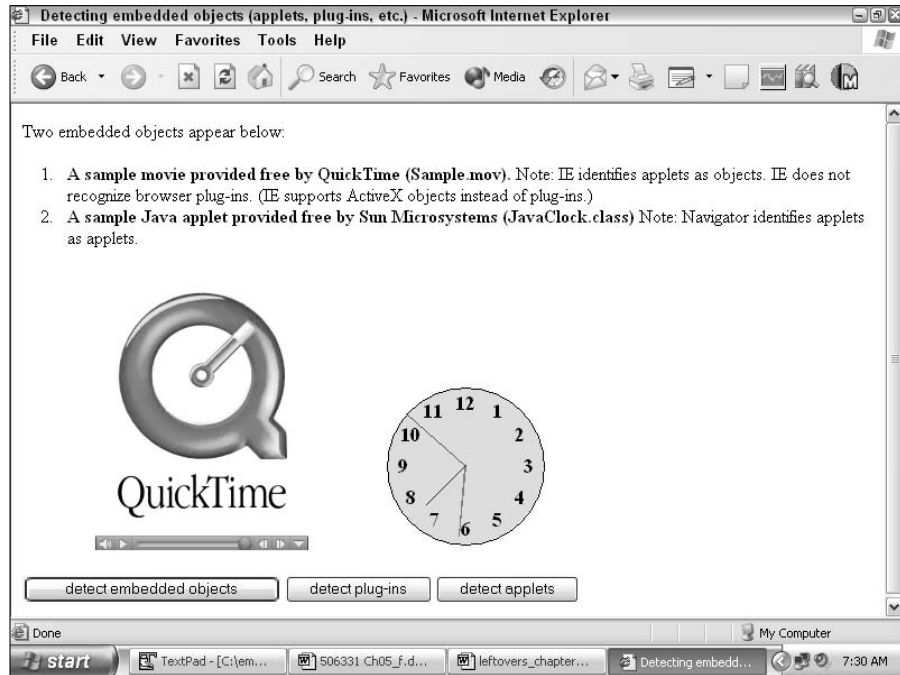 Detecting embedded objects (applets, plug-ins, etc.) - Microsoft Internet Explorer
File Edit View Favorites Tools Help
Back Search Favorites Media
Two embedded objects appear below:
1. A sample movie provided free by QuickTime (Sample.mov). Note: IE identifies applets as objects. IE does not
recognize browser plug-ins. (IE supports ActiveX objects instead of plug-ins.)
2. A sample Java applet provided free by Sun Microsystems (JavaClock.class) Note: Navigator identifies applets
as applets.
QuickTime
12
11 1
10 2
9 3
8 4
7 5
6
detect embedded objects detect plug-ins detect applets
Done My Computer
start TextPad - [C:\em... 506331 Ch05_f.d... leftovers_chapter... Detecting embedd... 7:30 AM